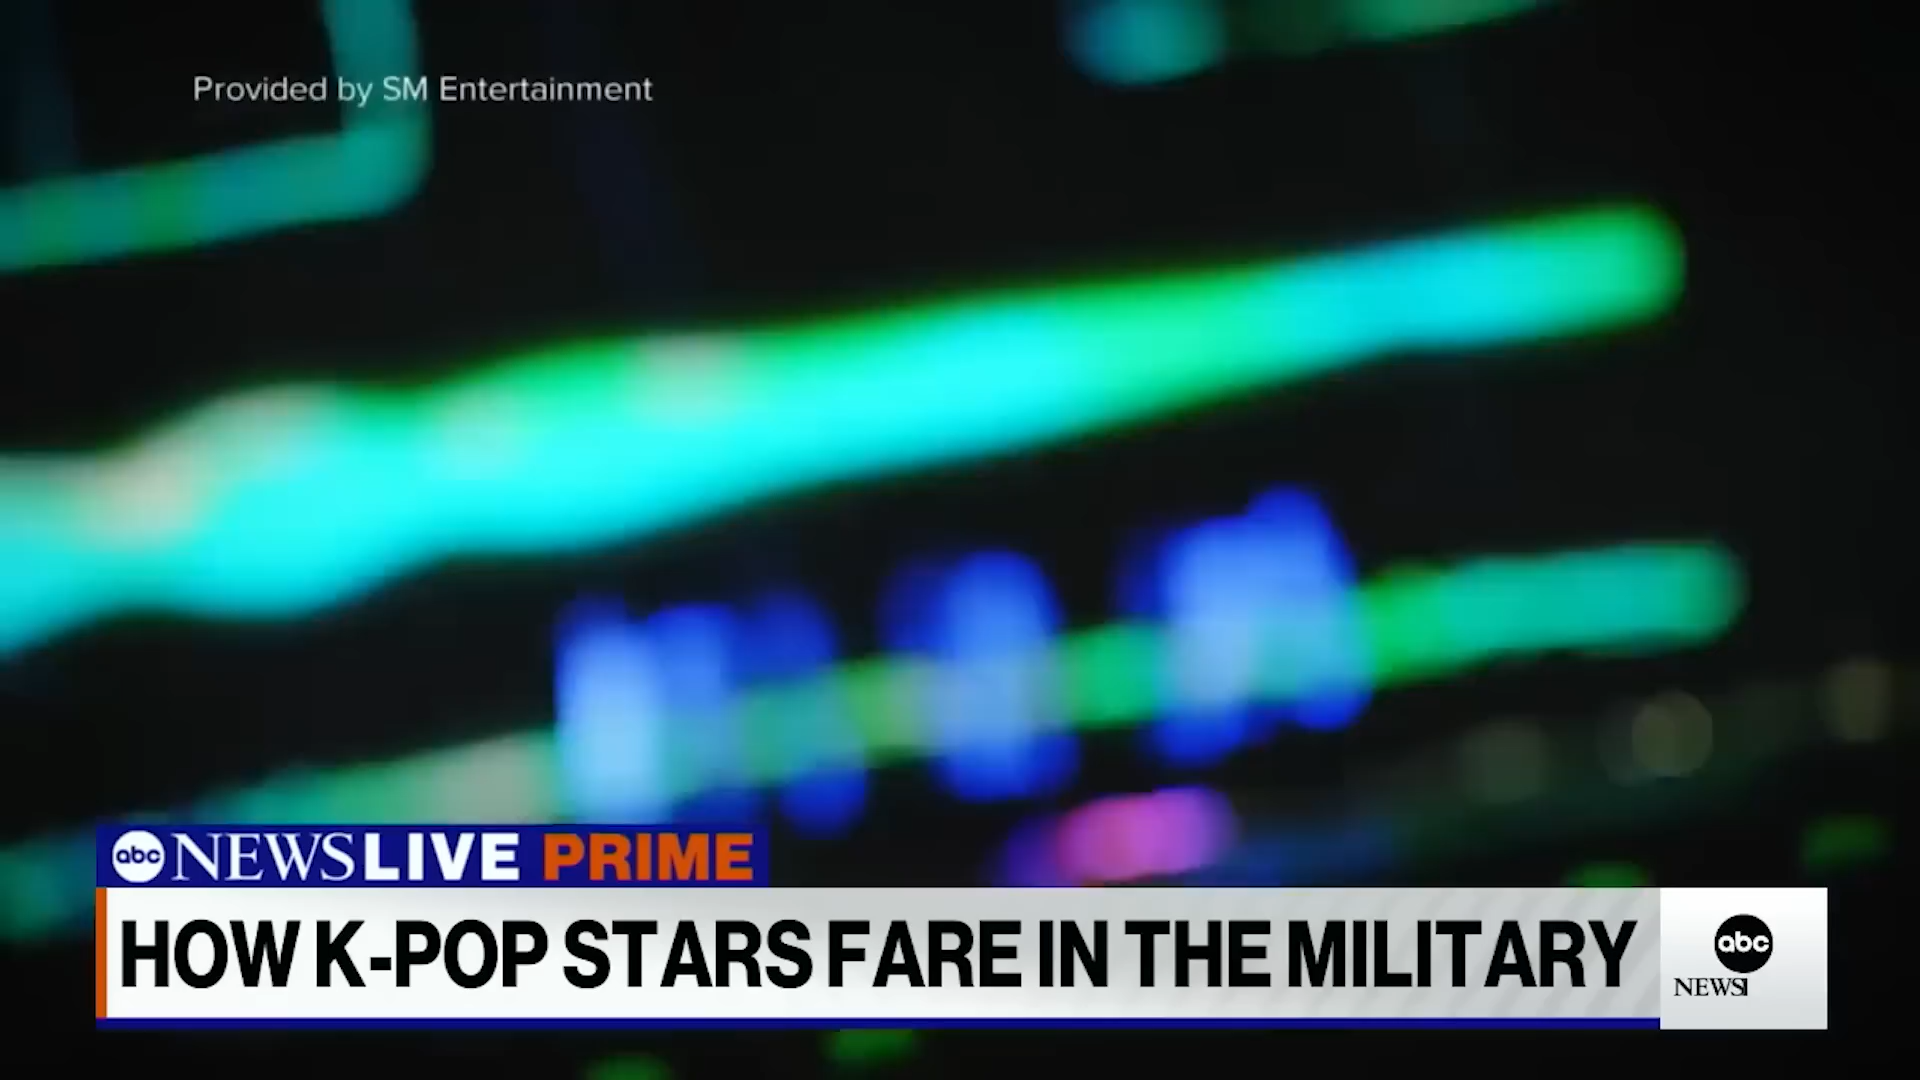 Provided by SM Entertainment
abc NEWS LIVE PRIME
HOW K-POP STARS FARE IN THE MILITARY
abc
NEWS